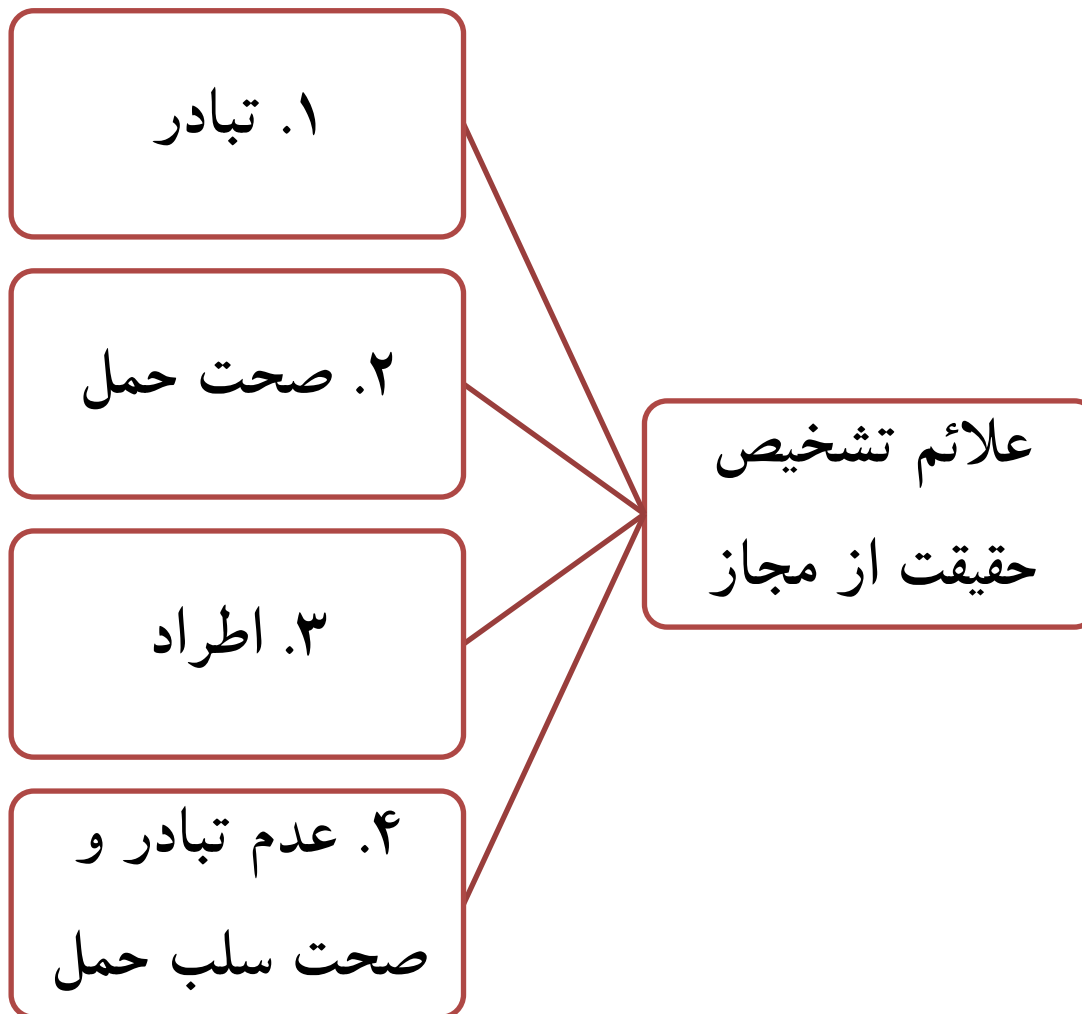 علائم تشخیص
حقیقت از مجاز
۱. تبادر
۲. صحت حمل
۳. اطراد
۴. عدم تبادر و
صحت سلب حمل